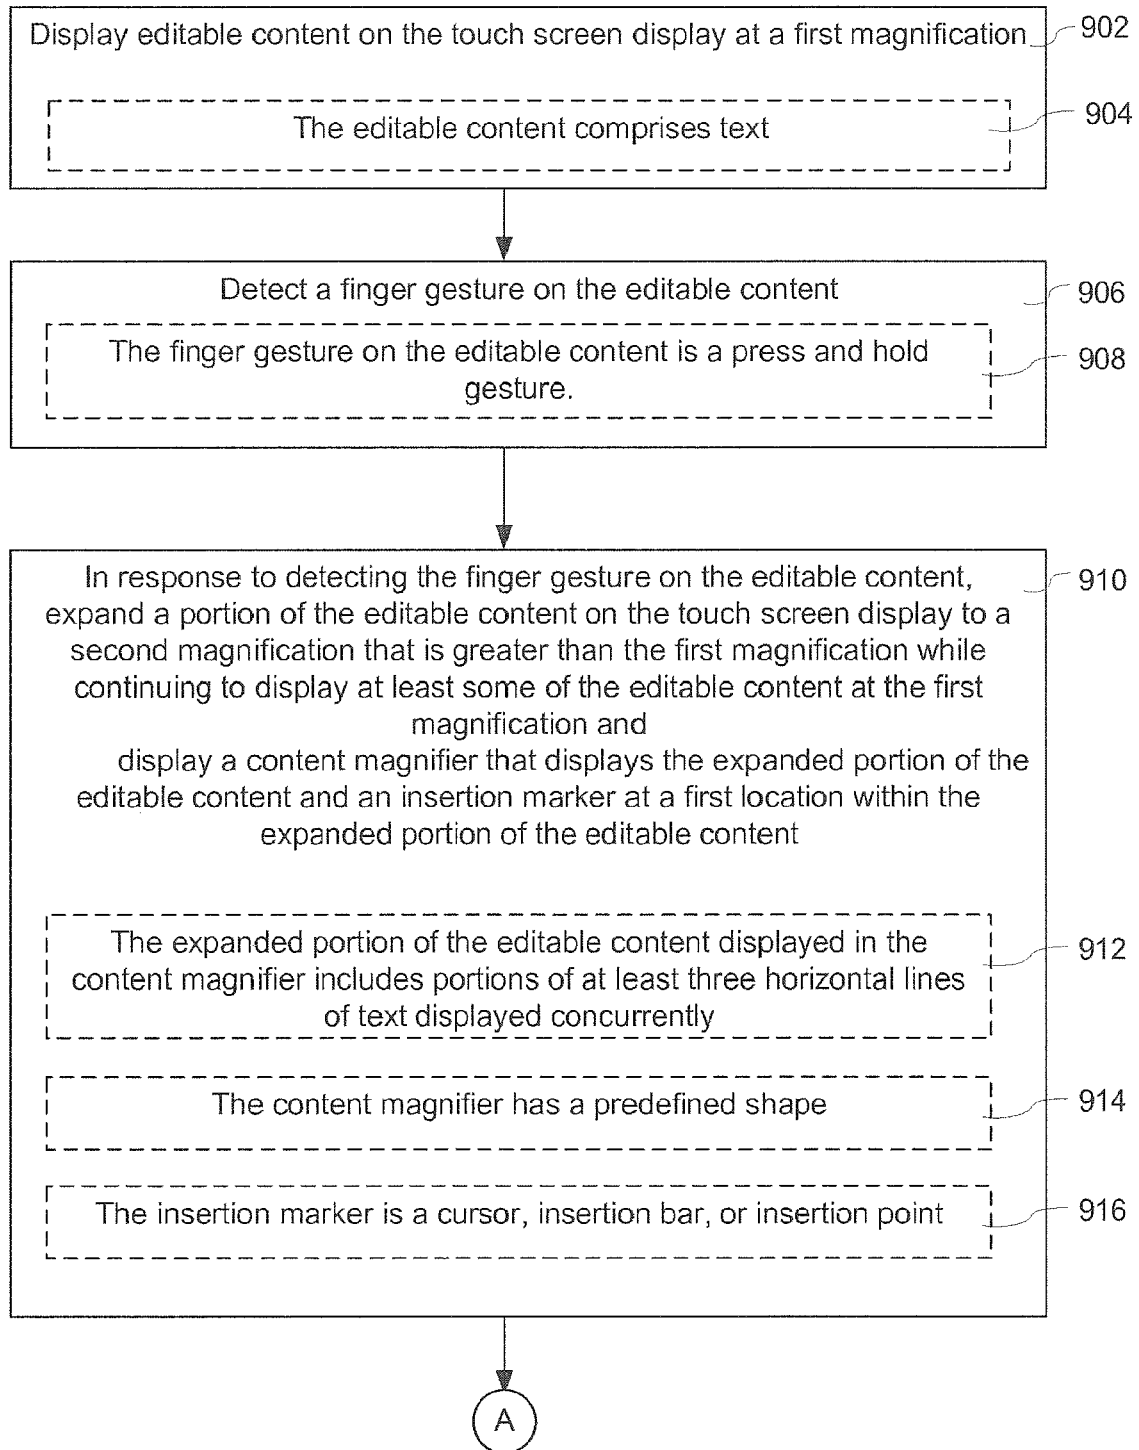 Display editable content on the touch screen display at a first magnification
902
The editable content comprises text
904
Detect a finger gesture on the editable content
906
The finger gesture on the editable content is a press and hold
gesture.
908
In response to detecting the finger gesture on the editable content,
910
expand a portion of the editable content on the touch screen display to a
second magnification that is greater than the first magnification while
continuing to display at least some of the editable content at the first
magnification and
display a content magnifier that displays the expanded portion of the
editable content and an insertion marker at a first location within the
expanded portion of the editable content
The expanded portion of the editable content displayed in the
912
content magnifier includes portions of at least three horizontal lines
of text displayed concurrently
The content magnifier has a predefined shape
914
The insertion marker is a cursor, insertion bar, or insertion point
916
A